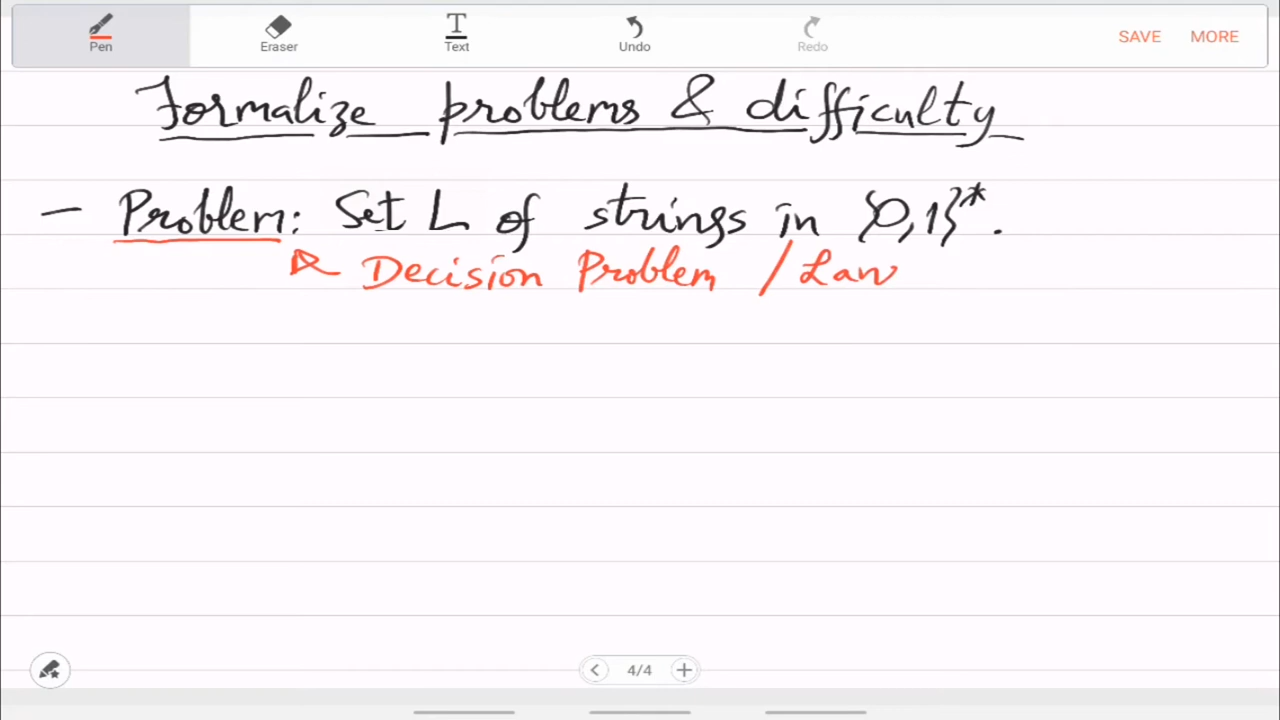 Pen Eraser Text Undo Redo SAVE MORE
Formalize problems & difficulty
- Problem: Set L of strings in {0,1}*.
Decision Problem / Lan
4/4